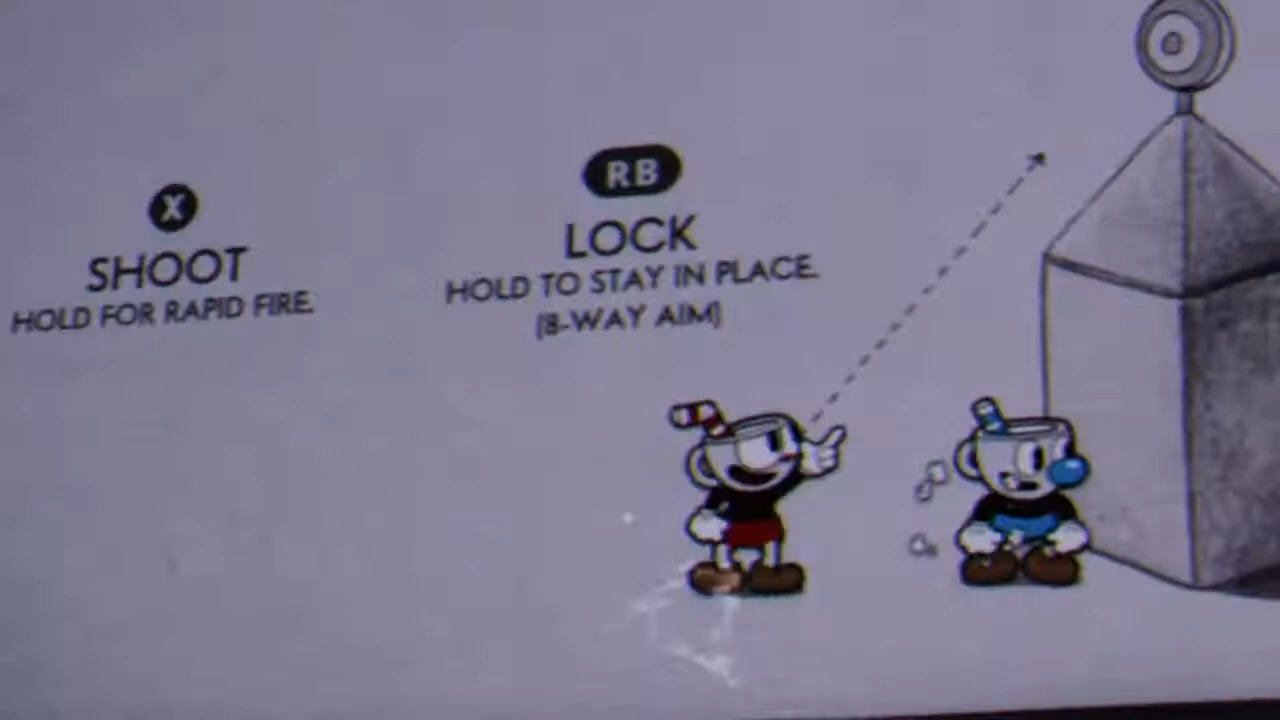 X
SHOOT
HOLD FOR RAPID FIRE.
RB
LOCK
HOLD TO STAY IN PLACE.
(8-WAY AIM)